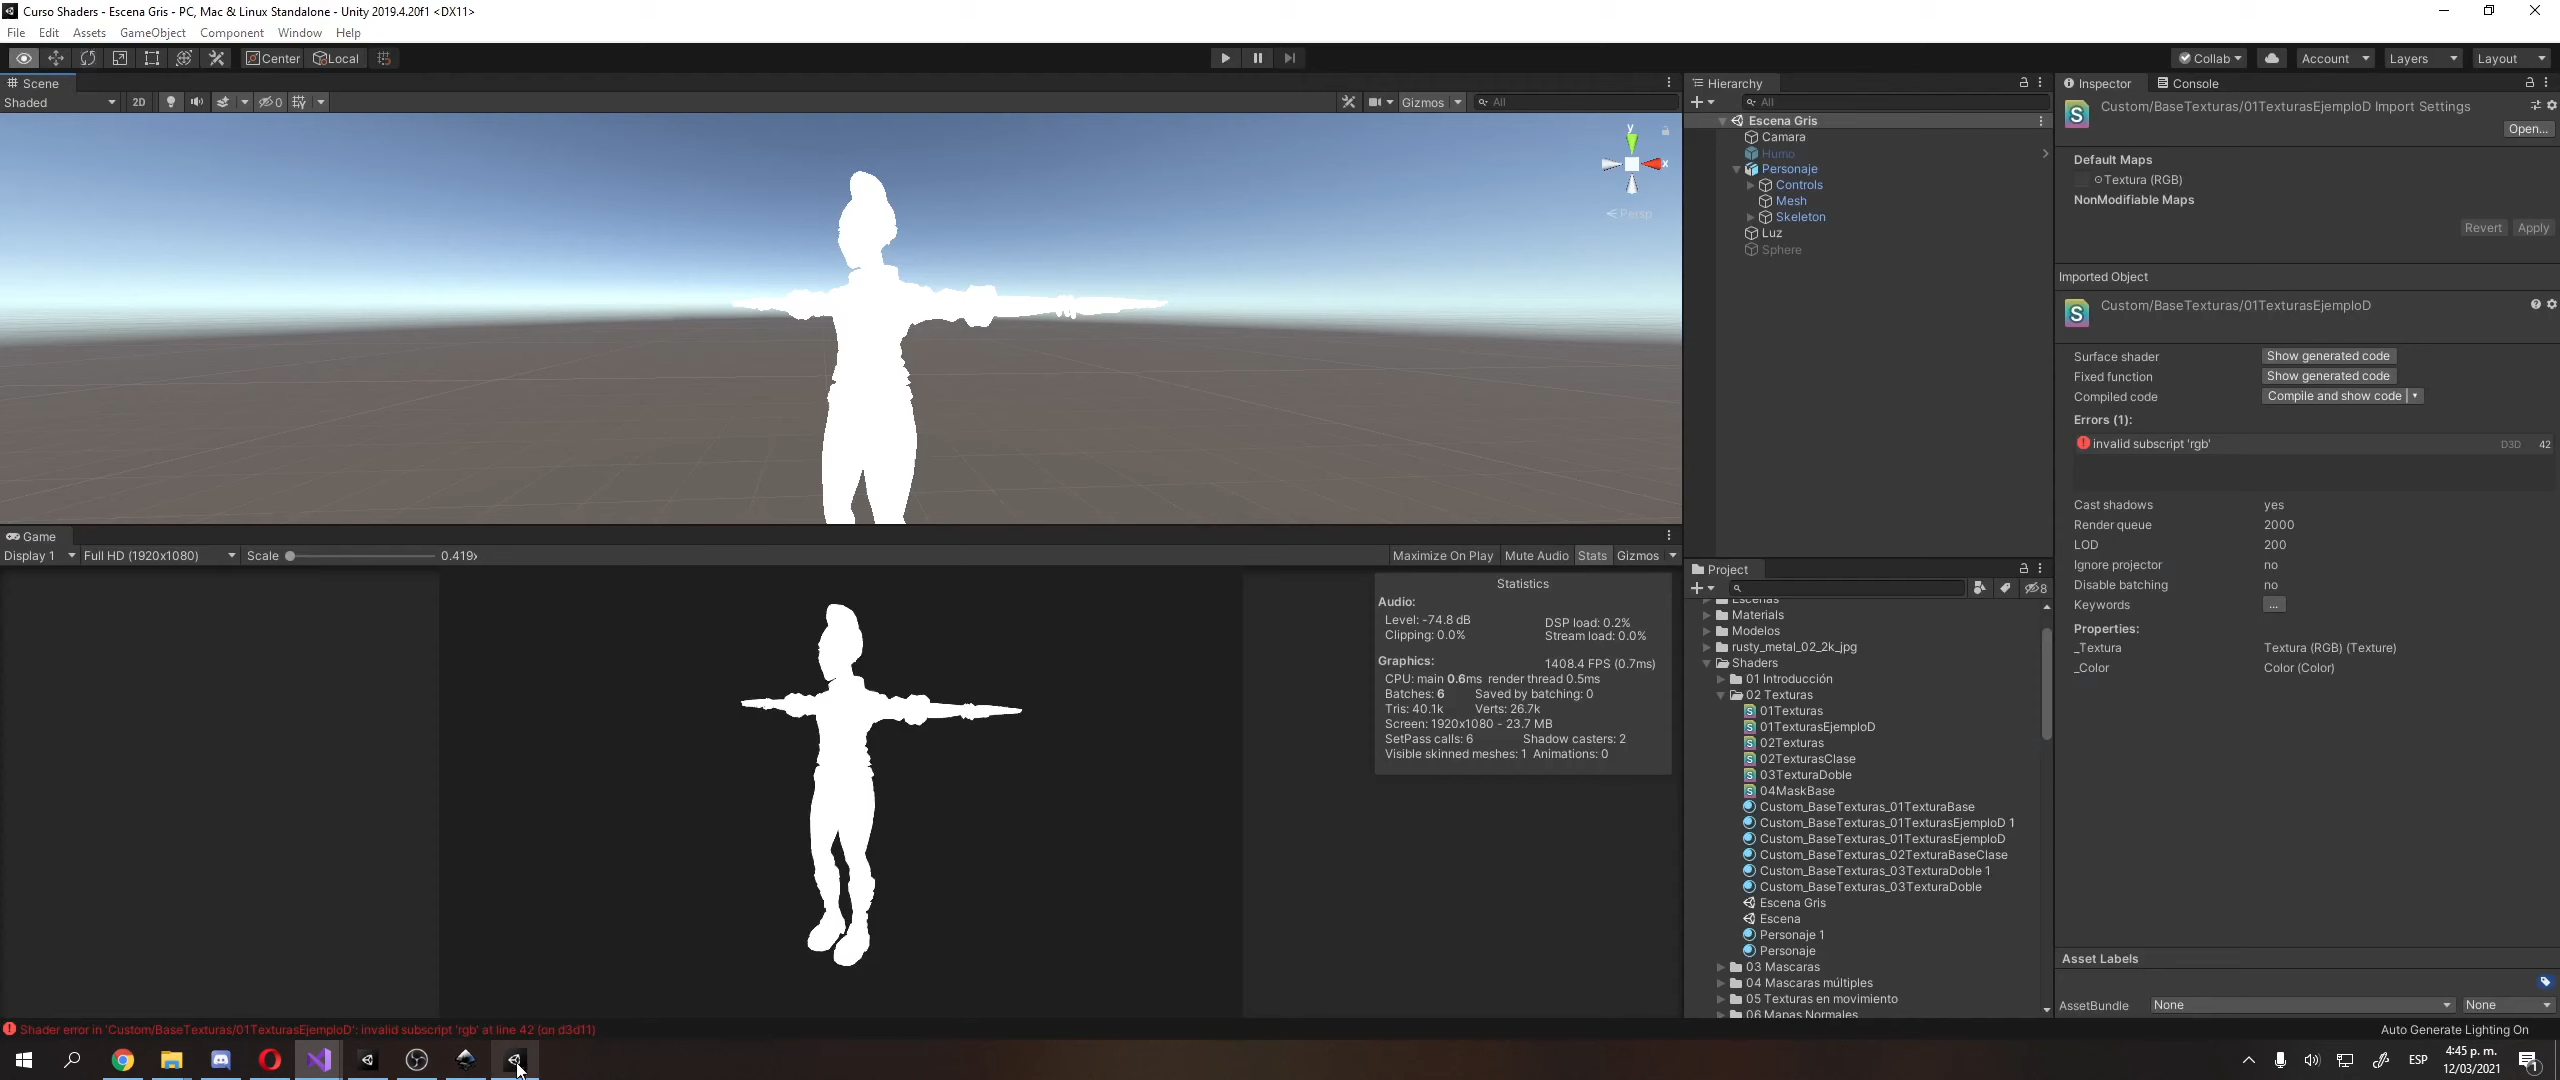 Curso Shaders - Escena Gris - PC, Mac & Linux Standalone - Unity 2019.4.20f1 <DX11>
File Edit Assets GameObject Component Window Help
Center Local
Collab Account Layers Layout
Scene
Shaded 2D 0 Gizmos All
y
x
Persp
Game
Display 1 Full HD (1920x1080) Scale 0.419x Maximize On Play Mute Audio Stats Gizmos
Statistics
Audio:
Level: -74.8 dB DSP load: 0.2%
Clipping: 0.0% Stream load: 0.0%
Graphics: 1408.4 FPS (0.7ms)
CPU: main 0.6ms render thread 0.5ms
Batches: 6 Saved by batching: 0
Tris: 40.1k Verts: 26.7k
Screen: 1920x1080 - 23.7 MB
SetPass calls: 6 Shadow casters: 2
Visible skinned meshes: 1 Animations: 0
Hierarchy
All
Escena Gris
Camara
Humo
Personaje
Controls
Mesh
Skeleton
Luz
Sphere
Project
8
Escenas
Materials
Modelos
rusty_metal_02_2k_jpg
Shaders
01 Introducción
02 Texturas
01Texturas
01TexturasEjemploD
02Texturas
02TexturasClase
03TexturaDoble
04MaskBase
Custom_BaseTexturas_01TexturaBase
Custom_BaseTexturas_01TexturasEjemploD 1
Custom_BaseTexturas_01TexturasEjemploD
Custom_BaseTexturas_02TexturaBaseClase
Custom_BaseTexturas_03TexturaDoble 1
Custom_BaseTexturas_03TexturaDoble
Escena Gris
Escena
Personaje 1
Personaje
03 Mascaras
04 Mascaras múltiples
05 Texturas en movimiento
06 Mapas Normales
Inspector Console
Custom/BaseTexturas/01TexturasEjemploD Import Settings
Open...
Default Maps
Textura (RGB)
NonModifiable Maps
Revert Apply
Imported Object
Custom/BaseTexturas/01TexturasEjemploD
Surface shader Show generated code
Fixed function Show generated code
Compiled code Compile and show code
Errors (1):
invalid subscript 'rgb' D3D 42
Cast shadows yes
Render queue 2000
LOD 200
Ignore projector no
Disable batching no
Keywords ...
Properties:
_Textura Textura (RGB) (Texture)
_Color Color (Color)
Asset Labels
AssetBundle None None
Shader error in 'Custom/BaseTexturas/01TexturasEjemploD': invalid subscript 'rgb' at line 42 (on d3d11)
Auto Generate Lighting On
ESP
4:45 p. m.
12/03/2021
1